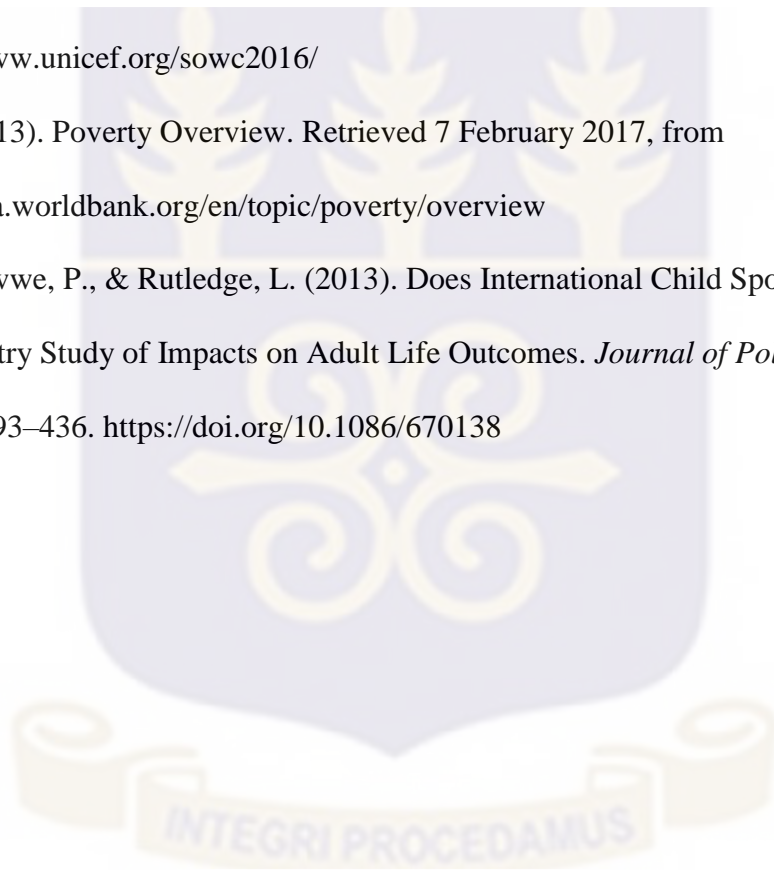 ww.unicef.org/sowc2016/
13). Poverty Overview. Retrieved 7 February 2017, from
a.worldbank.org/en/topic/poverty/overview
wwe, P., & Rutledge, L. (2013). Does International Child Spo
try Study of Impacts on Adult Life Outcomes. Journal of Pol
93–436. https://doi.org/10.1086/670138
INTEGRI PROCEDAMUS